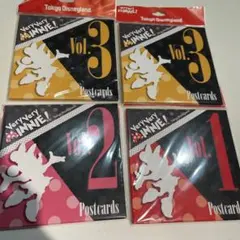 Tokyo Disneyland
Very Very
MINNIE!
Vol.
3
Postcards
Tokyo Disneyland
Very Very
MINNIE!
Vol.
3
Postcards
Very Very
MINNIE!
Vol.
2
Postcards
Very Very
MINNIE!
Vol.
1
Postcards